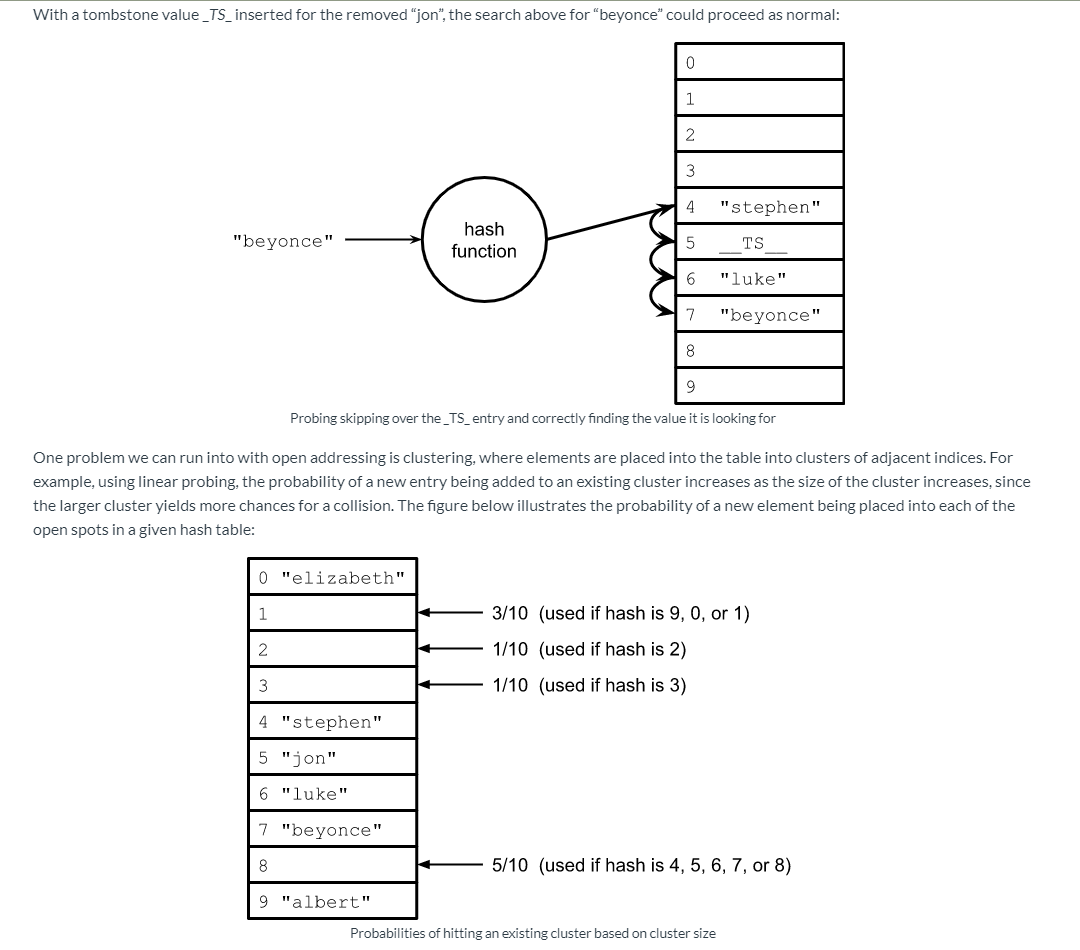 With a tombstone value _TS_ inserted for the removed “jon”, the search above for “beyonce” could proceed as normal:
0
1
2
3
4 "stephen"
5 __TS__
6 "luke"
7 "beyonce"
8
9
"beyonce"
hash
function
Probing skipping over the _TS_ entry and correctly finding the value it is looking for
One problem we can run into with open addressing is clustering, where elements are placed into the table into clusters of adjacent indices. For
example, using linear probing, the probability of a new entry being added to an existing cluster increases as the size of the cluster increases, since
the larger cluster yields more chances for a collision. The figure below illustrates the probability of a new element being placed into each of the
open spots in a given hash table:
0 "elizabeth"
1 3/10 (used if hash is 9, 0, or 1)
2 1/10 (used if hash is 2)
3 1/10 (used if hash is 3)
4 "stephen"
5 "jon"
6 "luke"
7 "beyonce"
8 5/10 (used if hash is 4, 5, 6, 7, or 8)
9 "albert"
Probabilities of hitting an existing cluster based on cluster size